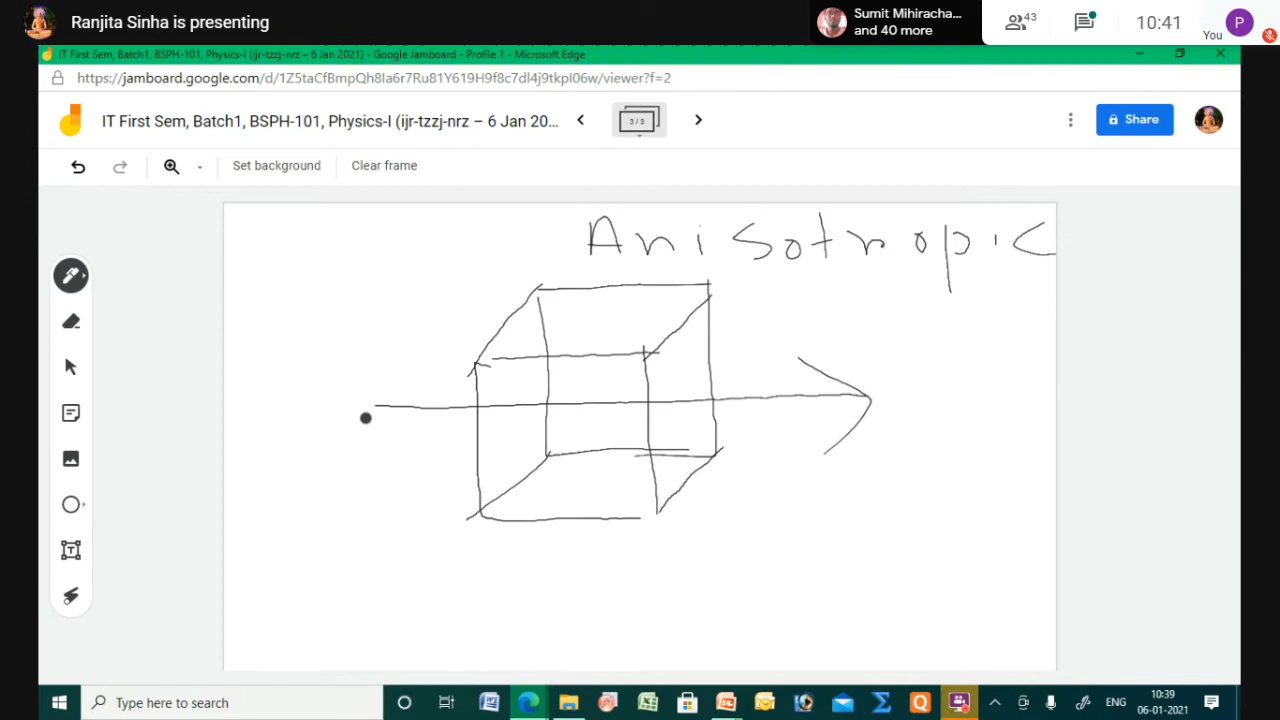 Ranjita Sinha is presenting
Sumit Mihiracha...
and 40 more
43
10:41
P
You
IT First Sem, Batch1, BSPH-101, Physics-I (ijr-tzzj-nrz – 6 Jan 2021) - Google Jamboard - Profile 1 - Microsoft Edge
https://jamboard.google.com/d/1Z5taCfBmpQh8Ia6r7Ru81Y619H9f8c7dl4j9tkpI06w/viewer?f=2
IT First Sem, Batch1, BSPH-101, Physics-I (ijr-tzzj-nrz – 6 Jan 20...
3 / 3
Share
Set background
Clear frame
Anisotropic
Type here to search
ENG
10:39
06-01-2021